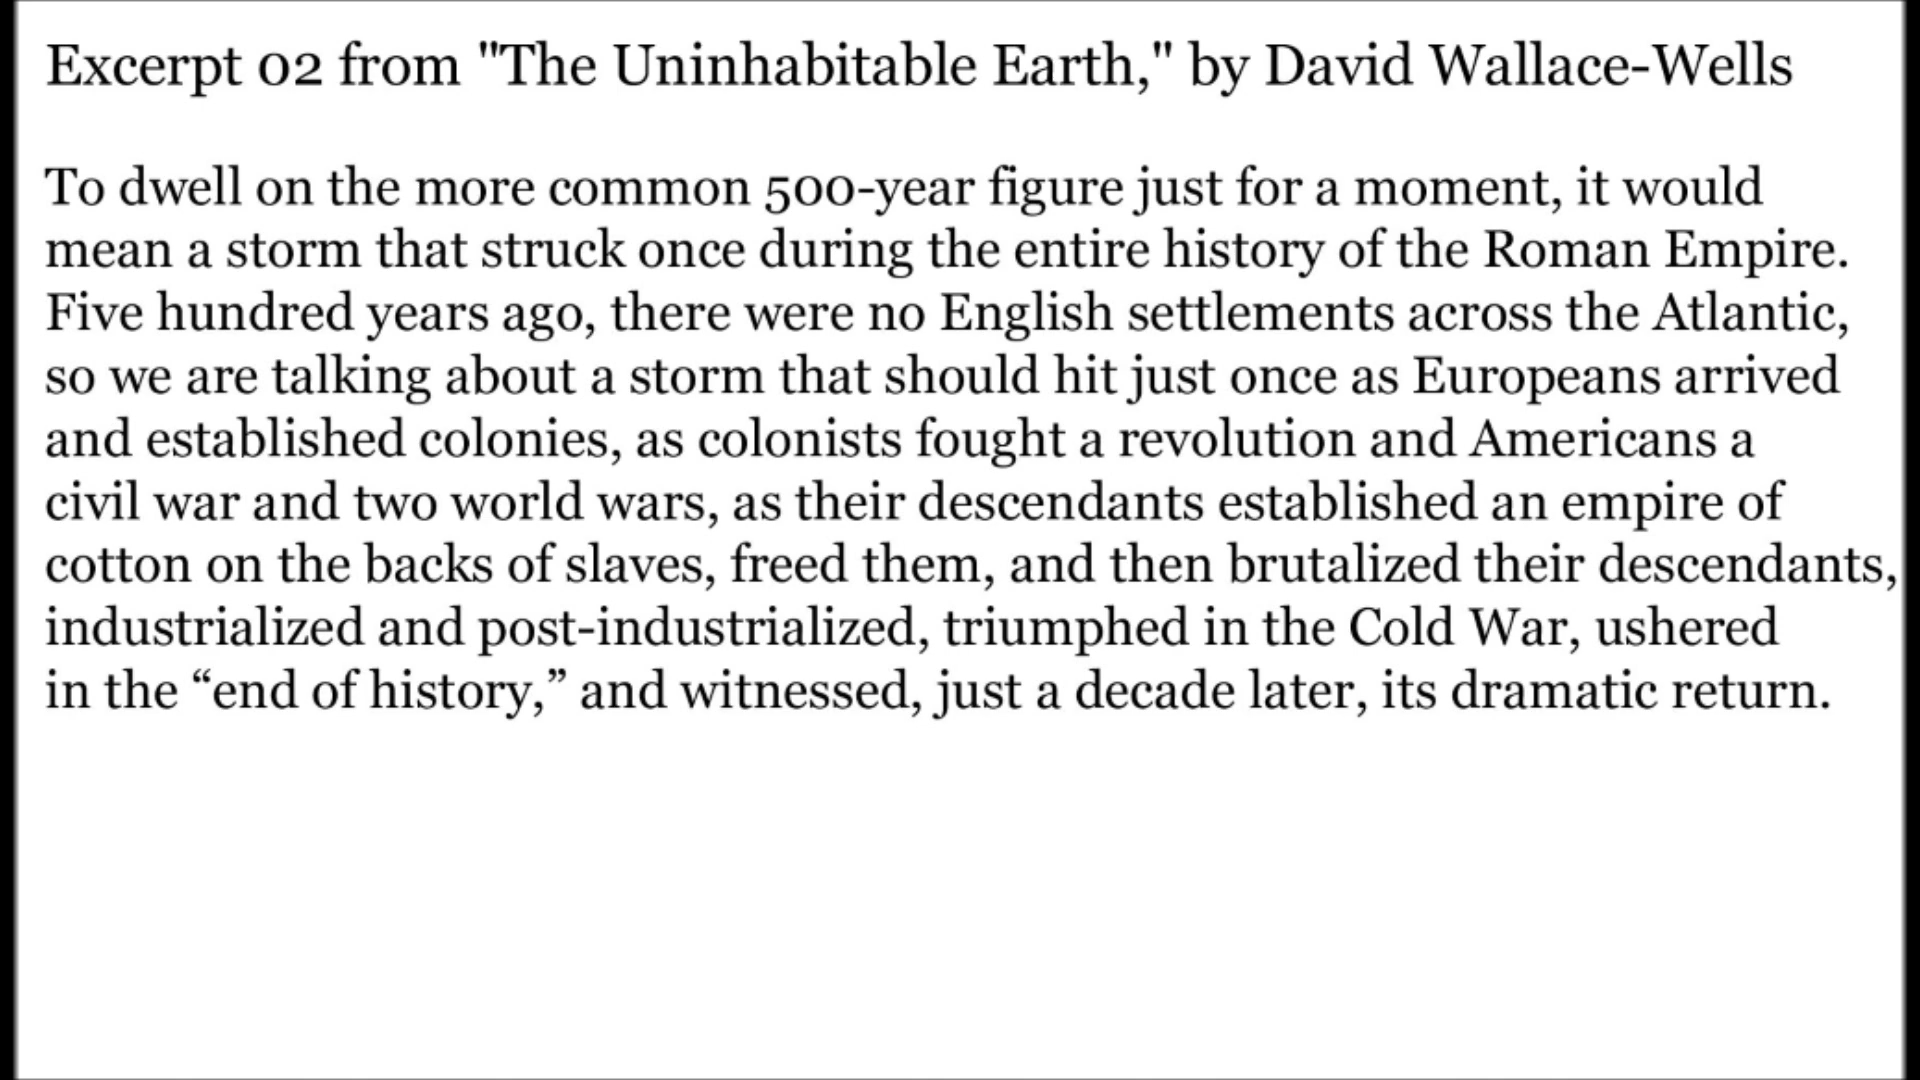 Excerpt 02 from "The Uninhabitable Earth," by David Wallace-Wells
To dwell on the more common 500-year figure just for a moment, it would
mean a storm that struck once during the entire history of the Roman Empire.
Five hundred years ago, there were no English settlements across the Atlantic,
so we are talking about a storm that should hit just once as Europeans arrived
and established colonies, as colonists fought a revolution and Americans a
civil war and two world wars, as their descendants established an empire of
cotton on the backs of slaves, freed them, and then brutalized their descendants,
industrialized and post-industrialized, triumphed in the Cold War, ushered
in the “end of history,” and witnessed, just a decade later, its dramatic return.